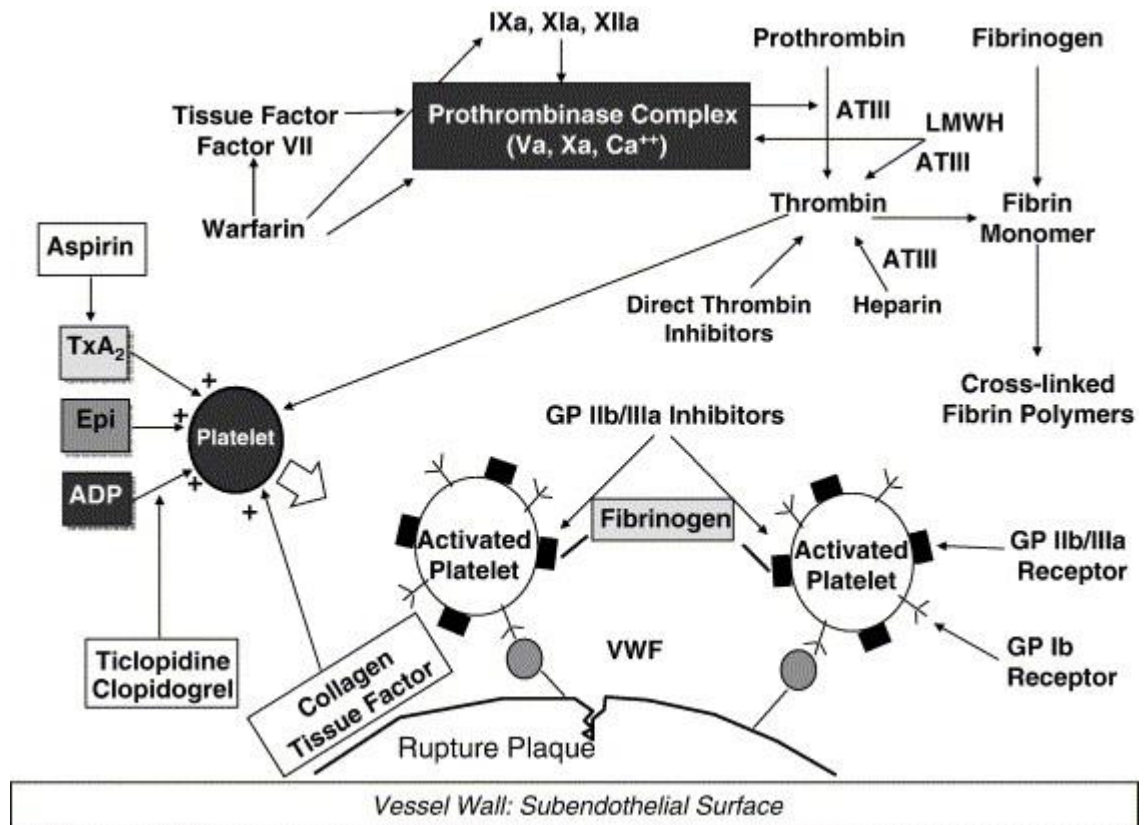 IXa, XIa, XIIa
Prothrombin
Fibrinogen
Tissue Factor
Factor VII
Prothrombinase Complex
(Va, Xa, Ca++)
ATIII
LMWH
ATIII
Warfarin
Thrombin
Fibrin
Monomer
Aspirin
ATIII
Direct Thrombin
Inhibitors
Heparin
TxA2
Cross-linked
Fibrin Polymers
+
Epi
+
Platelet
GP IIb/IIIa Inhibitors
ADP
+
+
Fibrinogen
Activated
Platelet
Activated
Platelet
GP IIb/IIIa
Receptor
Ticlopidine
Clopidogrel
Collagen
Tissue Factor
VWF
GP Ib
Receptor
Rupture Plaque
Vessel Wall: Subendothelial Surface